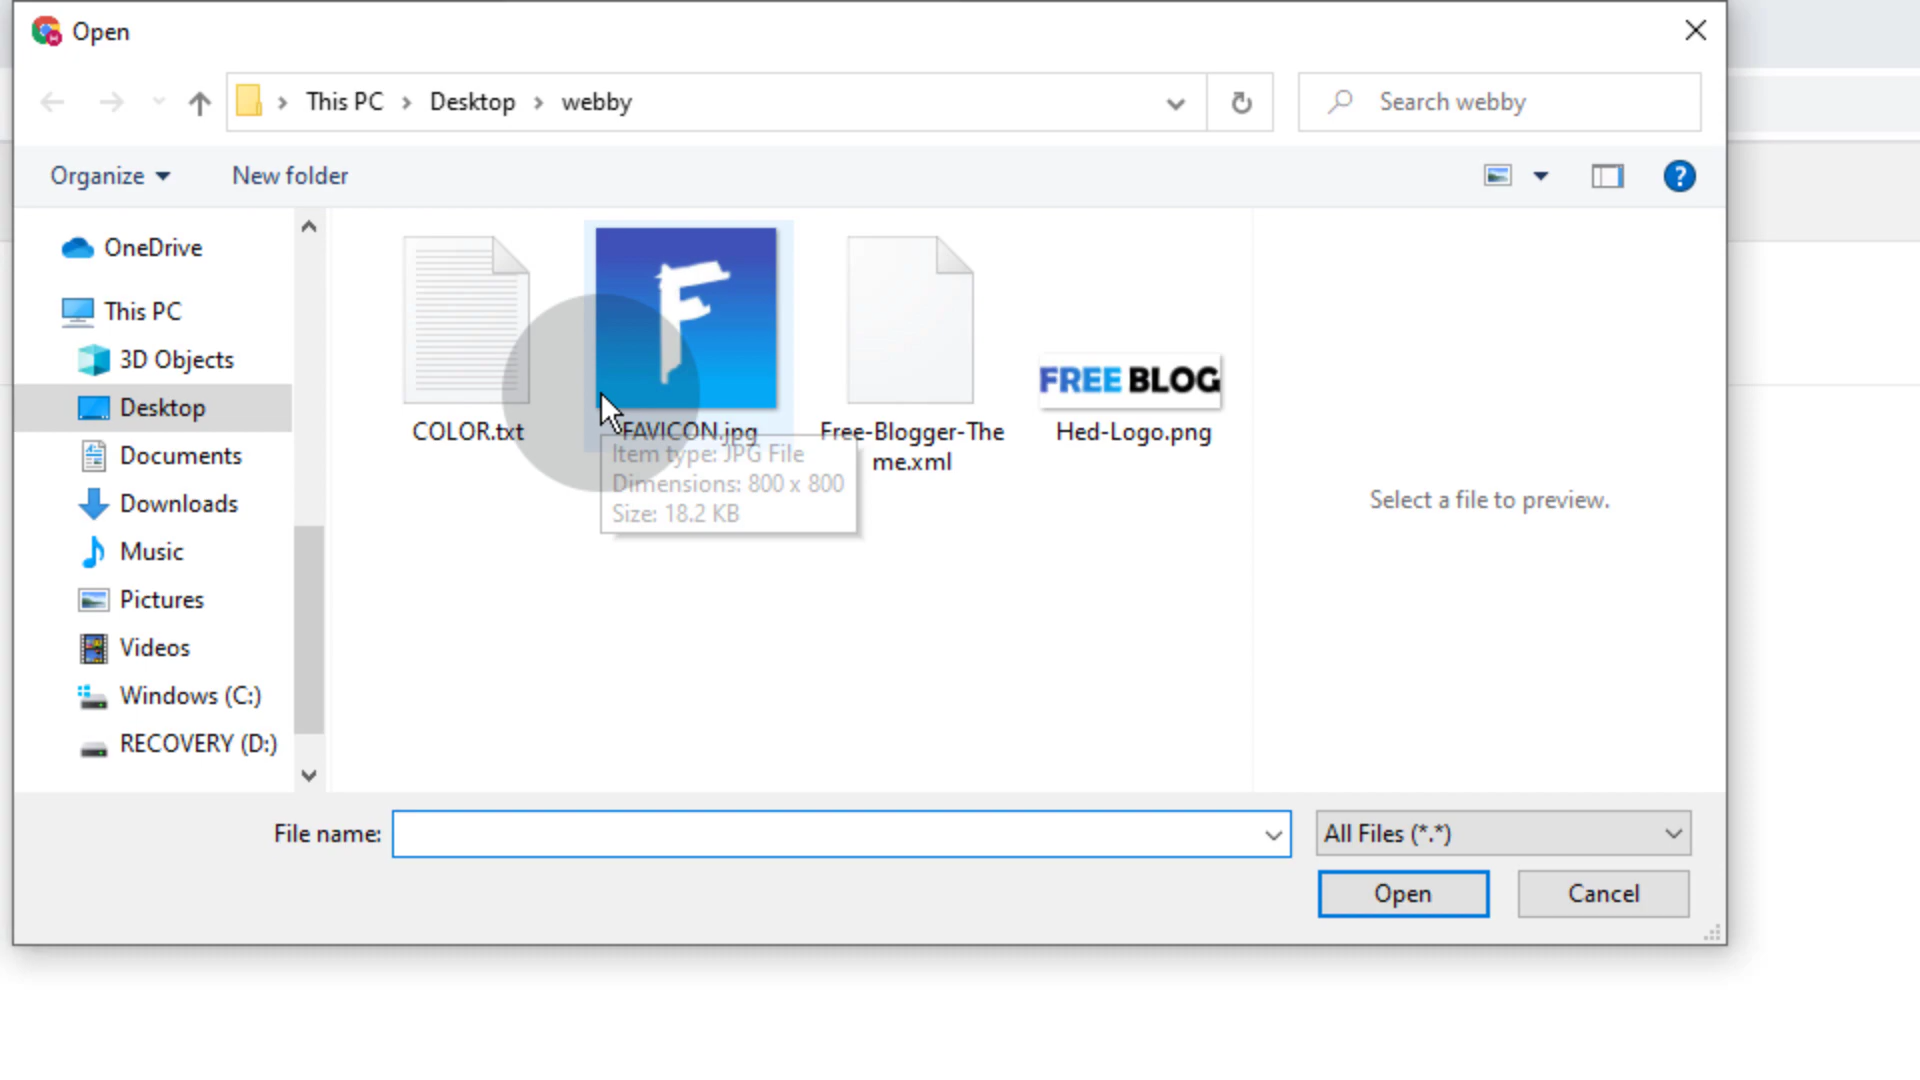 Open
This PC
Desktop
webby
Search webby
Organize
New folder
?
OneDrive
This PC
3D Objects
Desktop
Documents
Downloads
Music
Pictures
Videos
Windows (C:)
RECOVERY (D:)
F
FREE BLOG
COLOR.txt
FAVICON.jpg
Free-Blogger-The
me.xml
Hed-Logo.png
Item type: JPG File
Dimensions: 800 x 800
Size: 18.2 KB
Select a file to preview.
File name:
All Files (*.*)
Open
Cancel